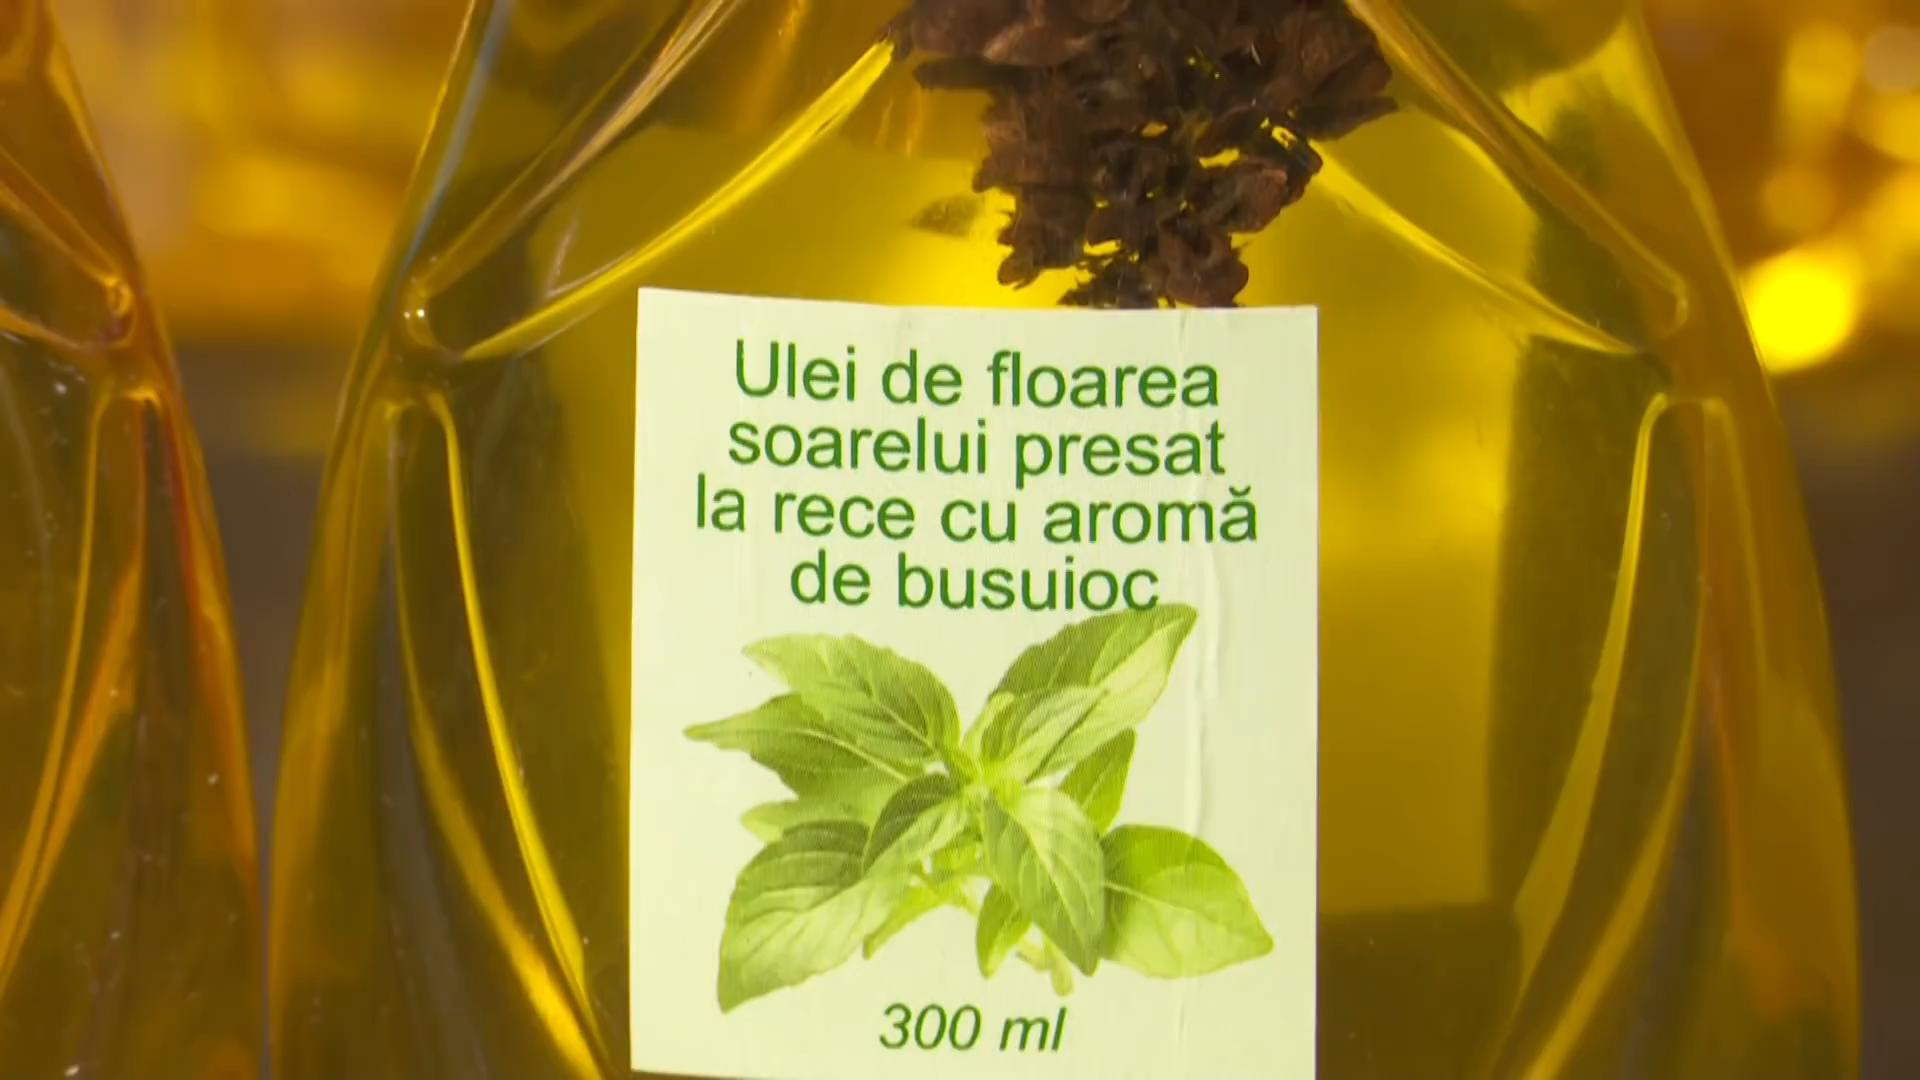 Ulei de floarea
soarelui presat
la rece cu aromă
de busuioc
300 ml